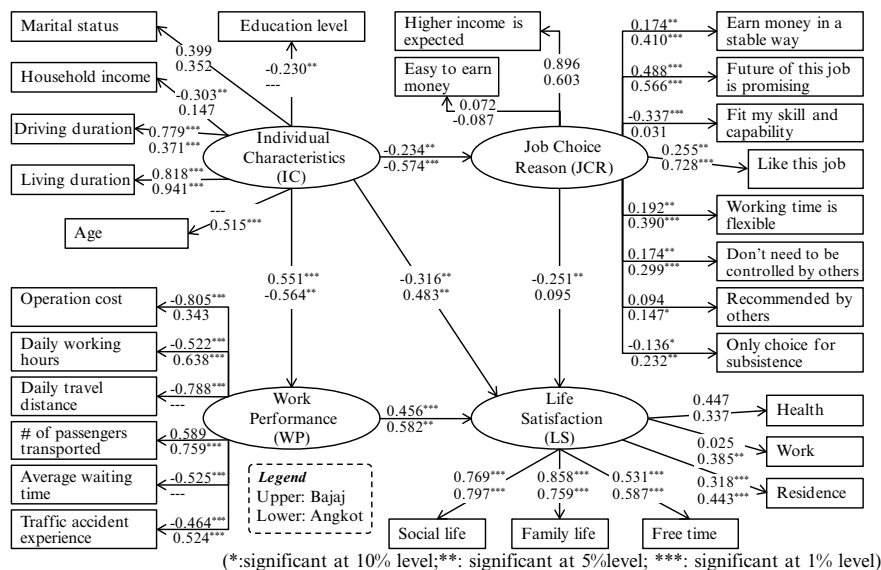 Marital status
0.399
0.352
Education level
-0.230**
---
Household income
-0.303**
0.147
Driving duration
0.779***
0.371***
Living duration
0.818***
0.941***
Age
---
0.515***
Individual
Characteristics
(IC)
-0.234**
-0.574***
Higher income is
expected
0.896
0.603
Easy to earn
money
0.072
-0.087
Job Choice
Reason (JCR)
0.174**
0.410***
Earn money in a
stable way
0.488***
0.566***
Future of this job
is promising
-0.337***
0.031
Fit my skill and
capability
0.255**
0.728***
Like this job
0.192**
0.390***
Working time is
flexible
0.174**
0.299***
Don't need to be
controlled by others
0.094
0.147*
Recommended by
others
-0.136*
0.232**
Only choice for
subsistence
0.551***
-0.564**
-0.316**
0.483**
-0.251**
0.095
Operation cost
-0.805***
0.343
Daily working
hours
-0.522***
0.638***
Daily travel
distance
-0.788***
---
# of passengers
transported
0.589
0.759***
Average waiting
time
-0.525***
---
Traffic accident
experience
-0.464***
0.524***
Work
Performance
(WP)
0.456***
0.582**
Life
Satisfaction
(LS)
0.447
0.337
Health
0.025
0.385**
Work
0.318***
0.443***
Residence
0.769***
0.797***
Social life
0.858***
0.759***
Family life
0.531***
0.587***
Free time
Legend
Upper: Bajaj
Lower: Angkot
(*:significant at 10% level;**: significant at 5%level; ***: significant at 1% level)